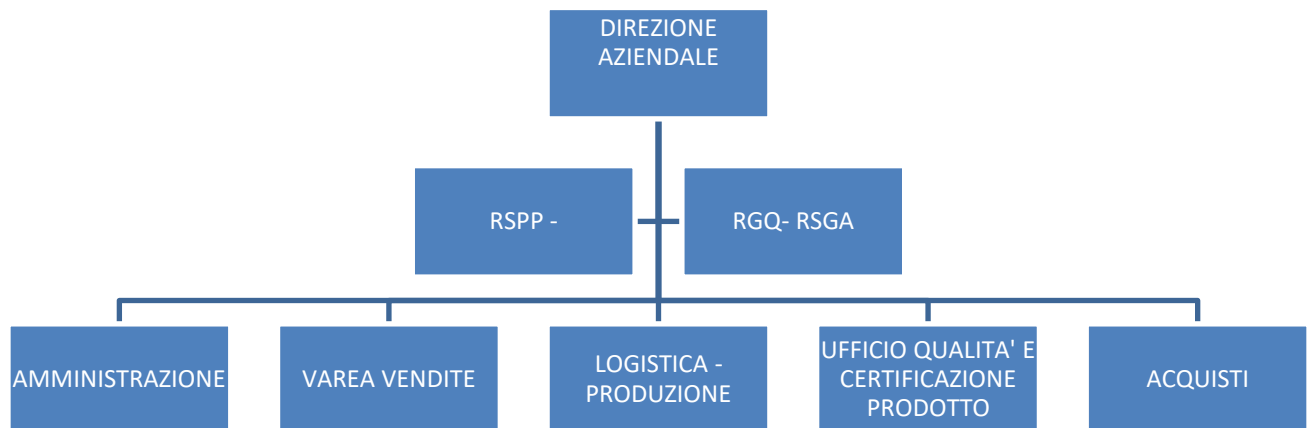 DIREZIONE
AZIENDALE
RSPP -
RGQ- RSGA
AMMINISTRAZIONE
VAREA VENDITE
LOGISTICA -
PRODUZIONE
UFFICIO QUALITA' E
CERTIFICAZIONE
PRODOTTO
ACQUISTI